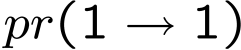 pr(1 → 1)